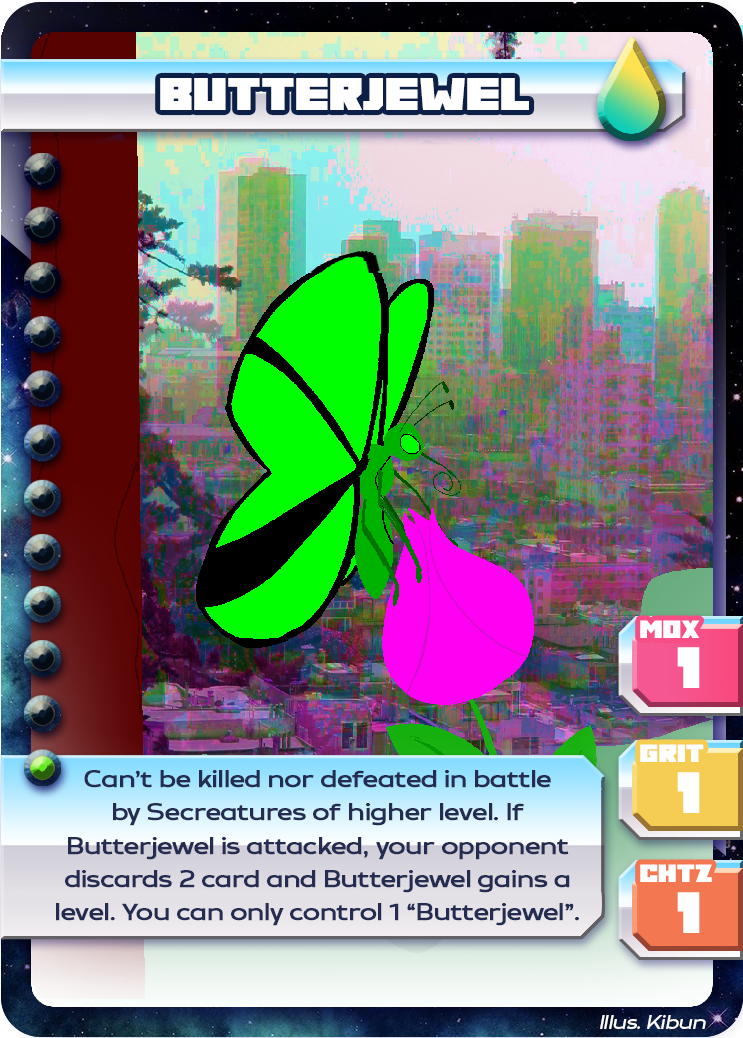 BUTTERJEWEL
MOX
1
GRIT
1
CHTZ
1
Can't be killed nor defeated in battle
by Secreatures of higher level. If
Butterjewel is attacked, your opponent
discards 2 card and Butterjewel gains a
level. You can only control 1 “Butterjewel”.
Illus. Kibun